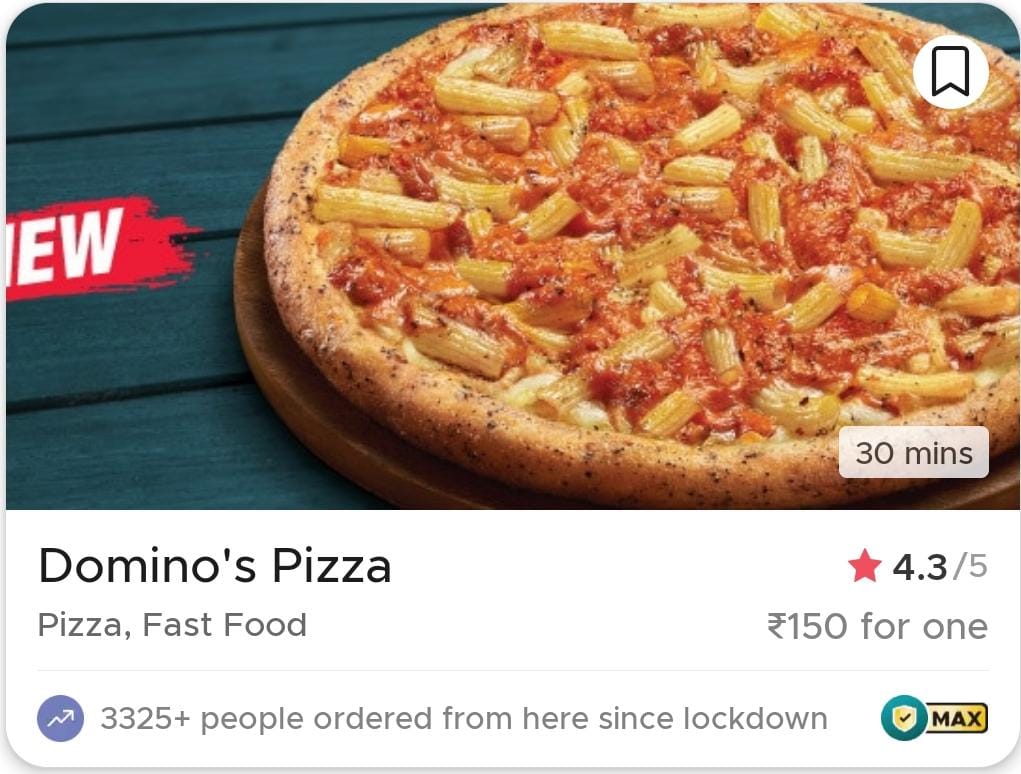 NEW
30 mins
Domino's Pizza
4.3/5
Pizza, Fast Food
₹150 for one
3325+ people ordered from here since lockdown
MAX